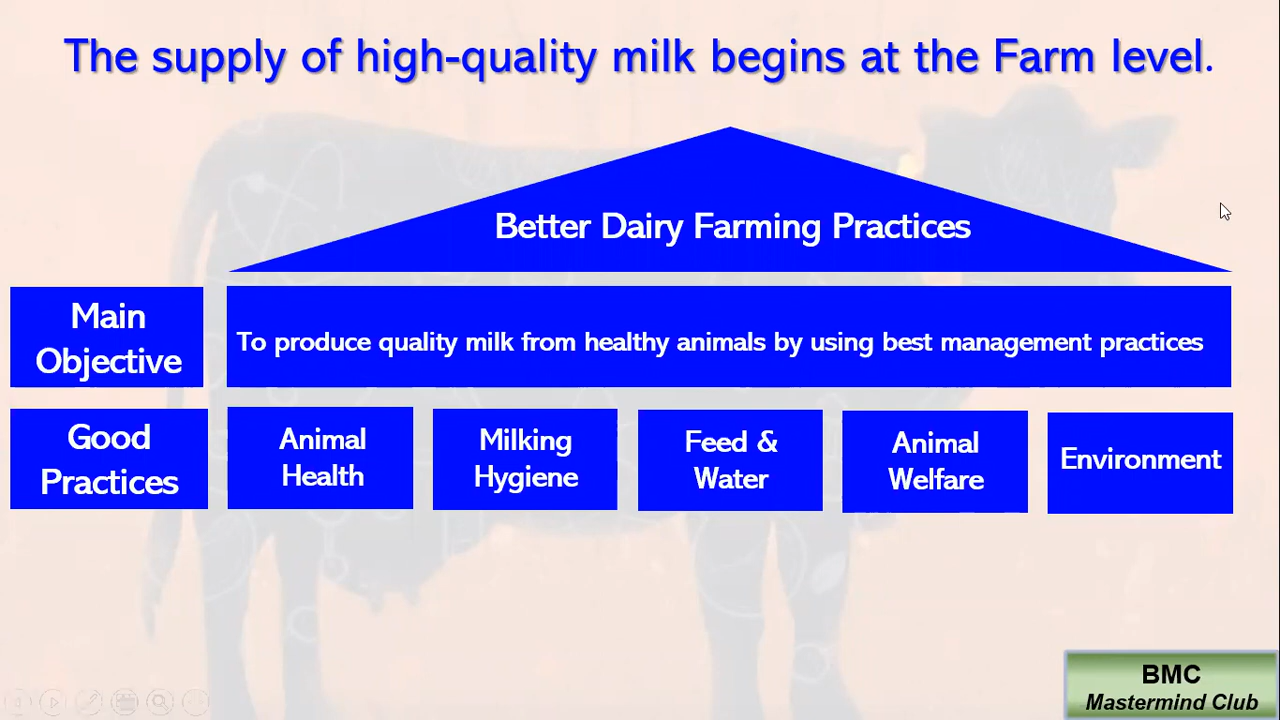 The supply of high-quality milk begins at the Farm level.
Better Dairy Farming Practices
Main
Objective
To produce quality milk from healthy animals by using best management practices
Good
Practices
Animal
Health
Milking
Hygiene
Feed &
Water
Animal
Welfare
Environment
BMC
Mastermind Club